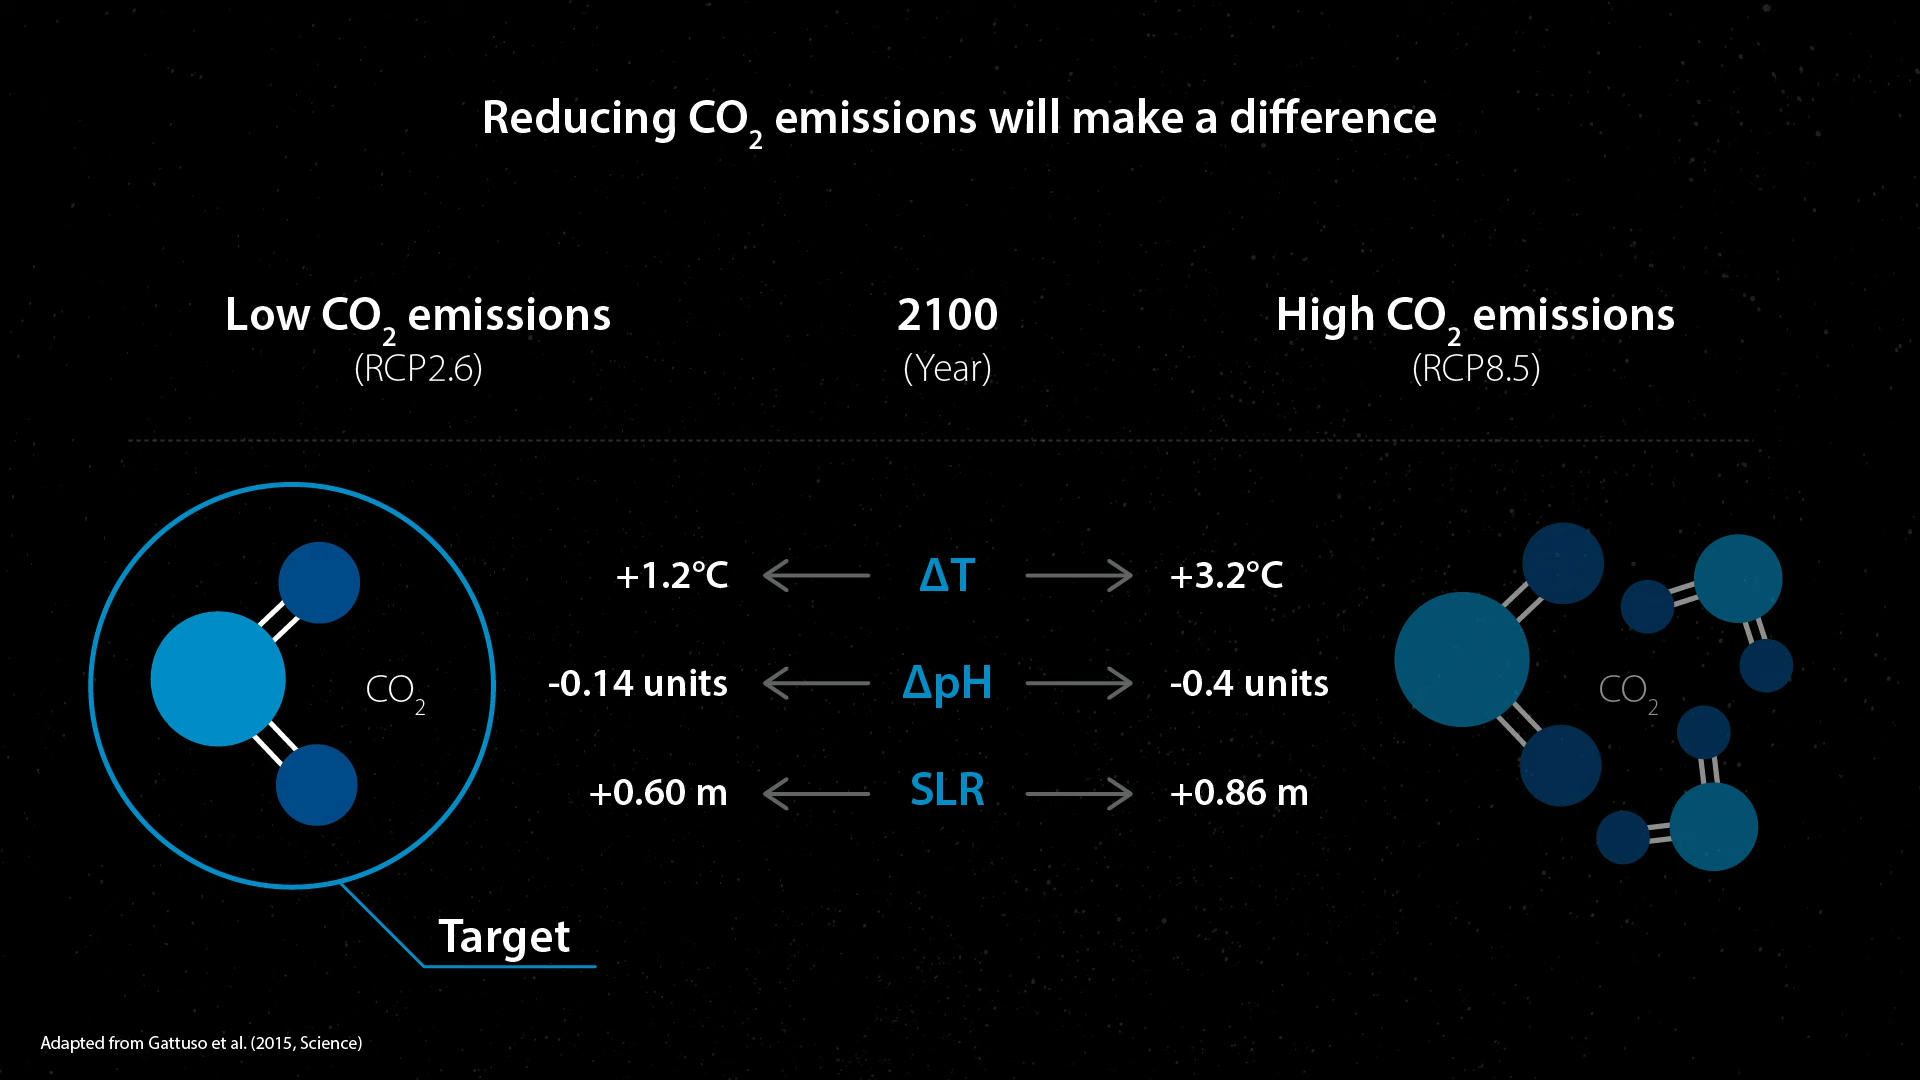 Reducing CO₂ emissions will make a difference
Low CO₂ emissions 2100 High CO₂ emissions
(RCP2.6) (Year) (RCP8.5)
+1.2°C ΔT +3.2°C
-0.14 units ΔpH -0.4 units
CO₂ CO₂
+0.60 m SLR +0.86 m
Target
Adapted from Gattuso et al. (2015, Science)